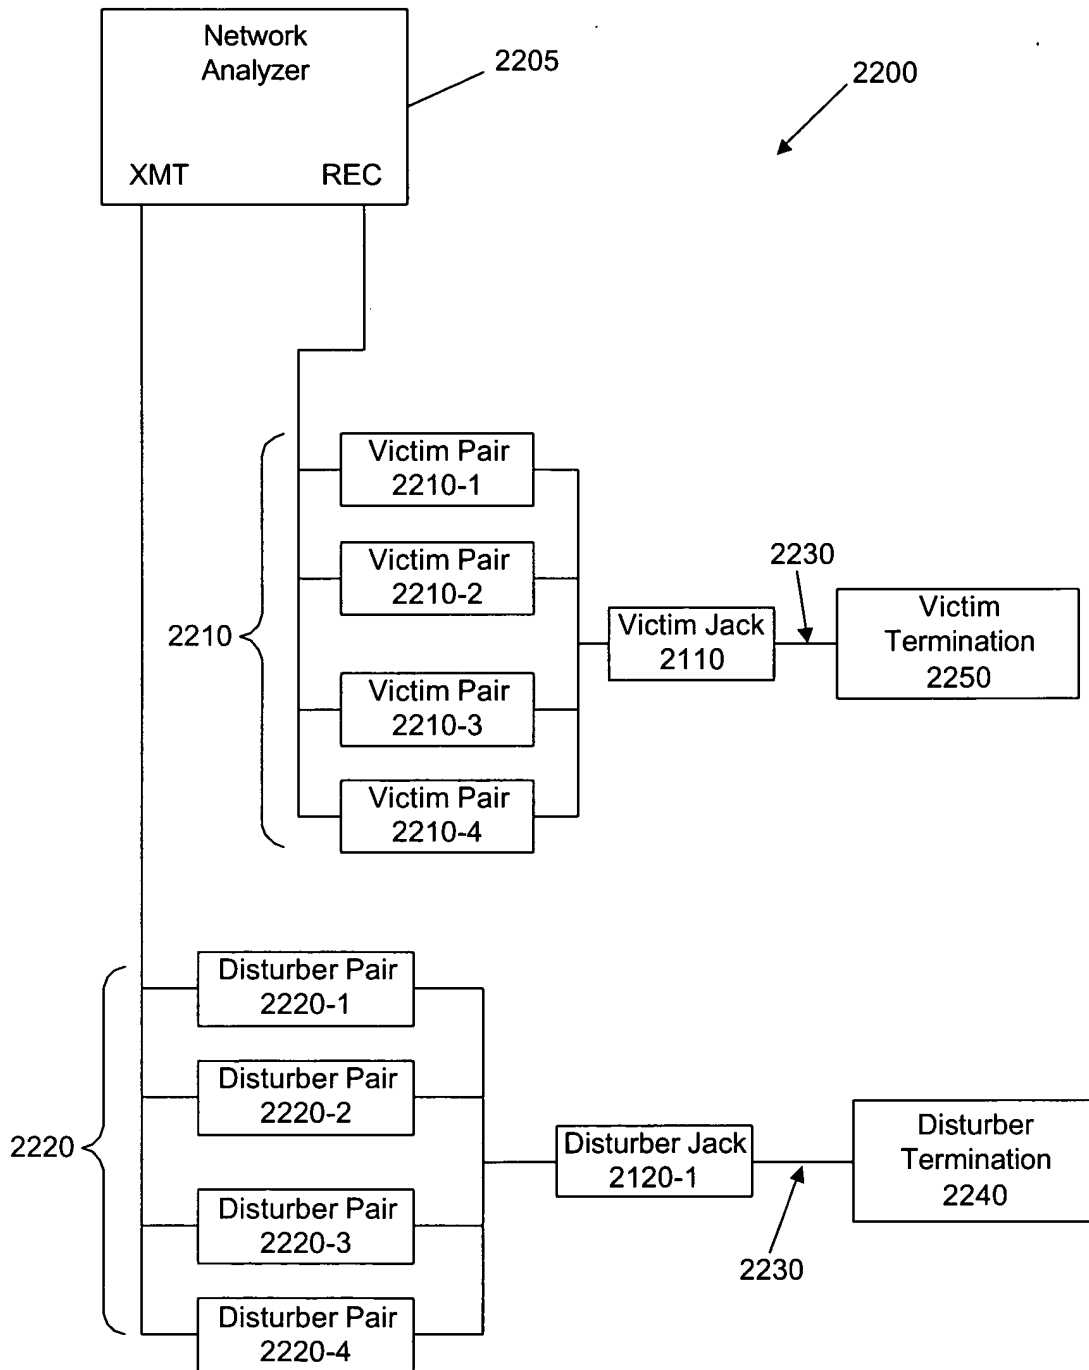 Network
Analyzer
2205
2200
XMT
REC
Victim Pair
2210-1
Victim Pair
2210-2
2210
Victim Pair
2210-3
Victim Pair
2210-4
Victim Jack
2110
2230
Victim
Termination
2250
Disturber Pair
2220-1
Disturber Pair
2220-2
2220
Disturber Pair
2220-3
Disturber Pair
2220-4
Disturber Jack
2120-1
2230
Disturber
Termination
2240